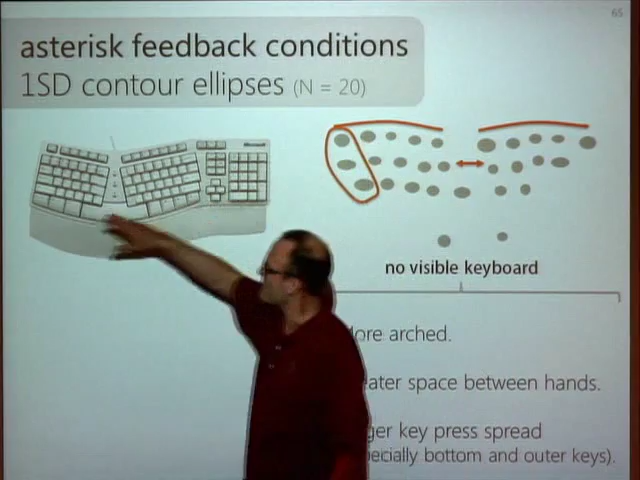 65
asterisk feedback conditions
1SD contour ellipses (N = 20)
Microsoft
no visible keyboard
ore arched.
ater space between hands.
ger key press spread
ecially bottom and outer keys).